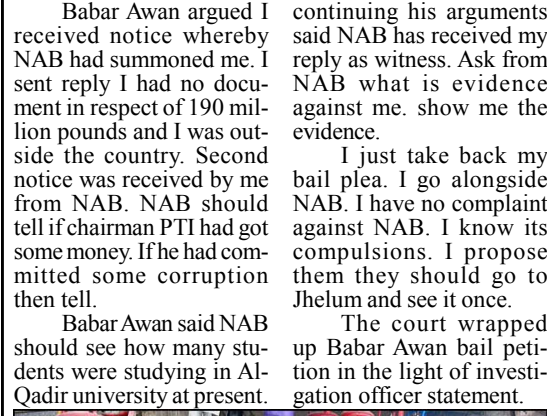 Babar Awan argued I
received notice whereby
NAB had summoned me. I
sent reply I had no docu-
ment in respect of 190 mil-
lion pounds and I was out-
side the country. Second
notice was received by me
from NAB. NAB should
tell if chairman PTI had got
some money. If he had com-
mitted some corruption
then tell.
Babar Awan said NAB
should see how many stu-
dents were studying in Al-
Qadir university at present.
continuing his arguments
said NAB has received my
reply as witness. Ask from
NAB what is evidence
against me. show me the
evidence.
I just take back my
bail plea. I go alongside
NAB. I have no complaint
against NAB. I know its
compulsions. I propose
them they should go to
Jhelum and see it once.
The court wrapped
up Babar Awan bail peti-
tion in the light of investi-
gation officer statement.